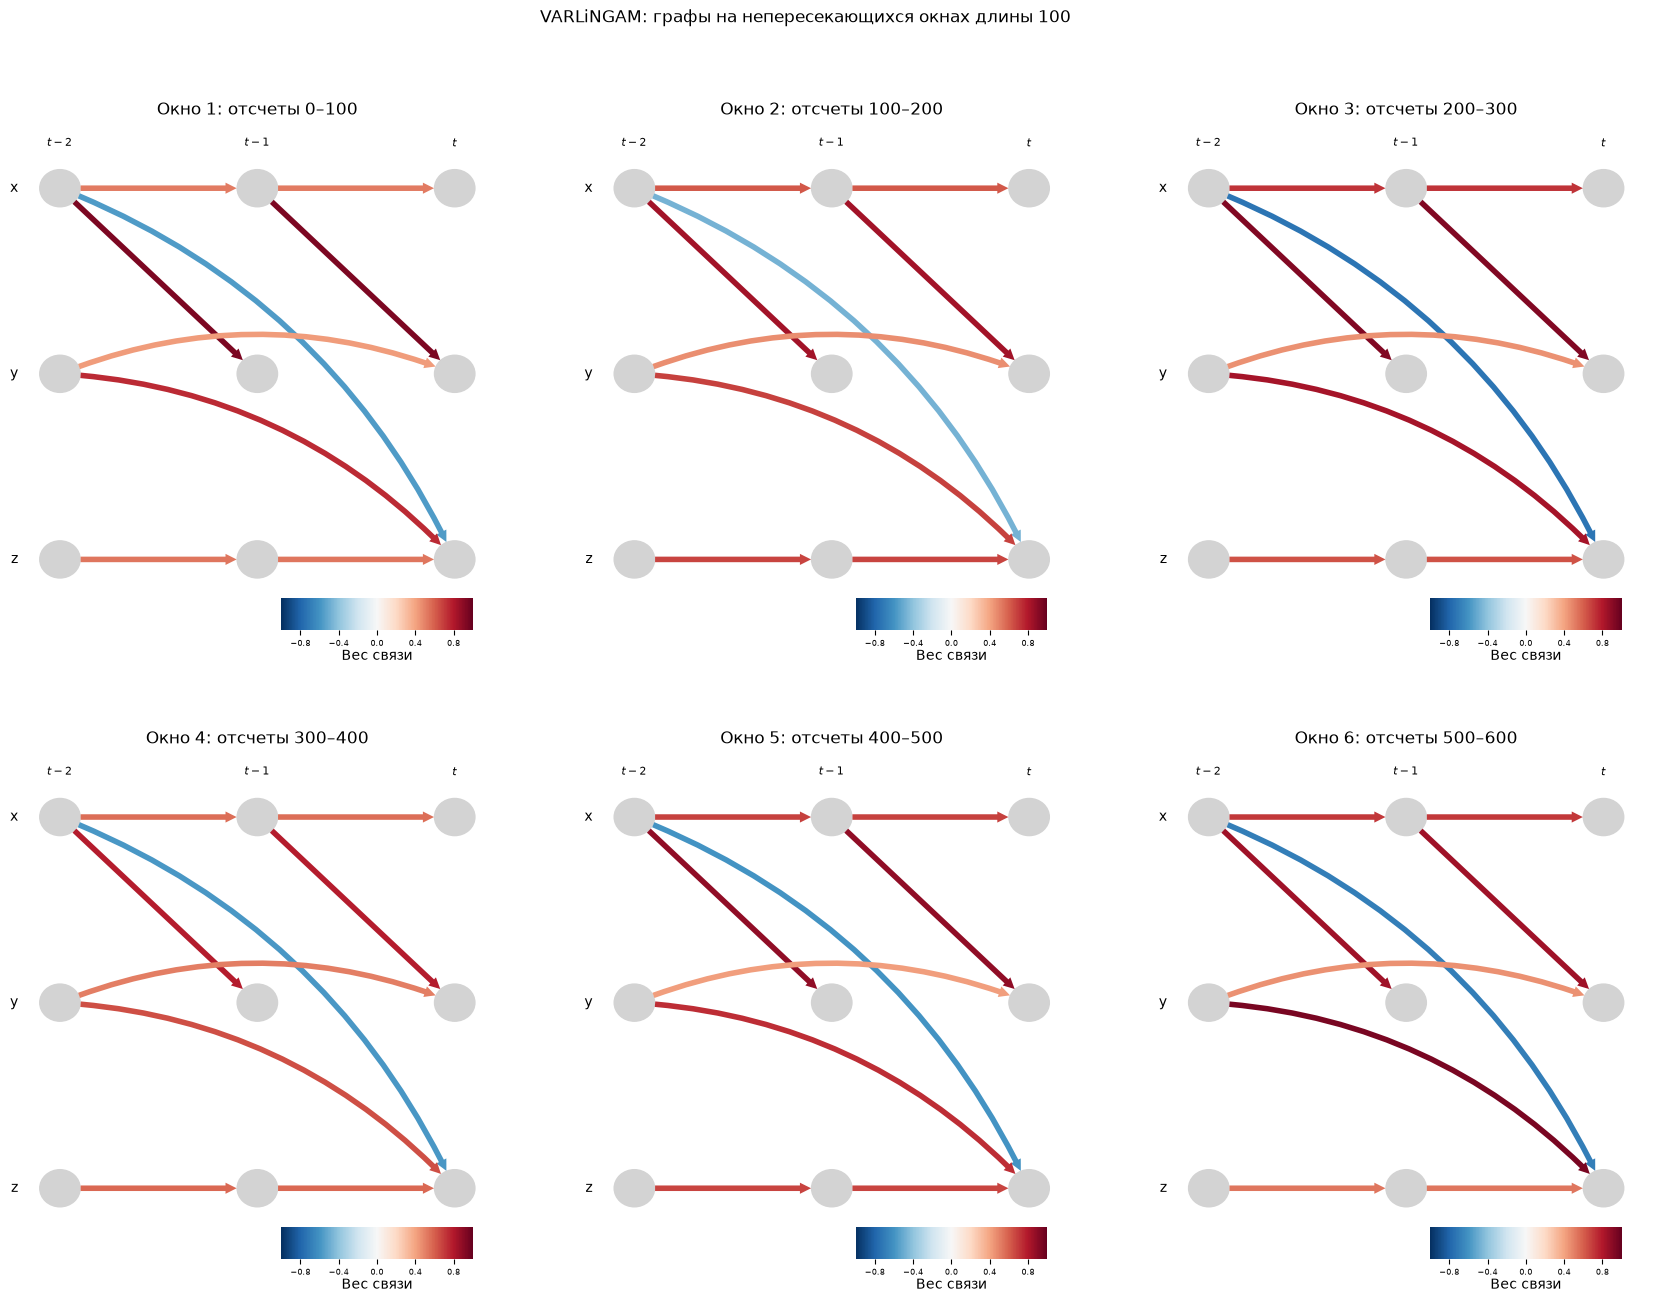 VARLiNGAM: графы на непересекающихся окнах длины 100
Окно 1: отсчеты 0–100
t − 2 t − 1 t
x
y
z
−0.8 −0.4 0.0 0.4 0.8
Вес связи
Окно 2: отсчеты 100–200
t − 2 t − 1 t
x
y
z
−0.8 −0.4 0.0 0.4 0.8
Вес связи
Окно 3: отсчеты 200–300
t − 2 t − 1 t
x
y
z
−0.8 −0.4 0.0 0.4 0.8
Вес связи
Окно 4: отсчеты 300–400
t − 2 t − 1 t
x
y
z
−0.8 −0.4 0.0 0.4 0.8
Вес связи
Окно 5: отсчеты 400–500
t − 2 t − 1 t
x
y
z
−0.8 −0.4 0.0 0.4 0.8
Вес связи
Окно 6: отсчеты 500–600
t − 2 t − 1 t
x
y
z
−0.8 −0.4 0.0 0.4 0.8
Вес связи